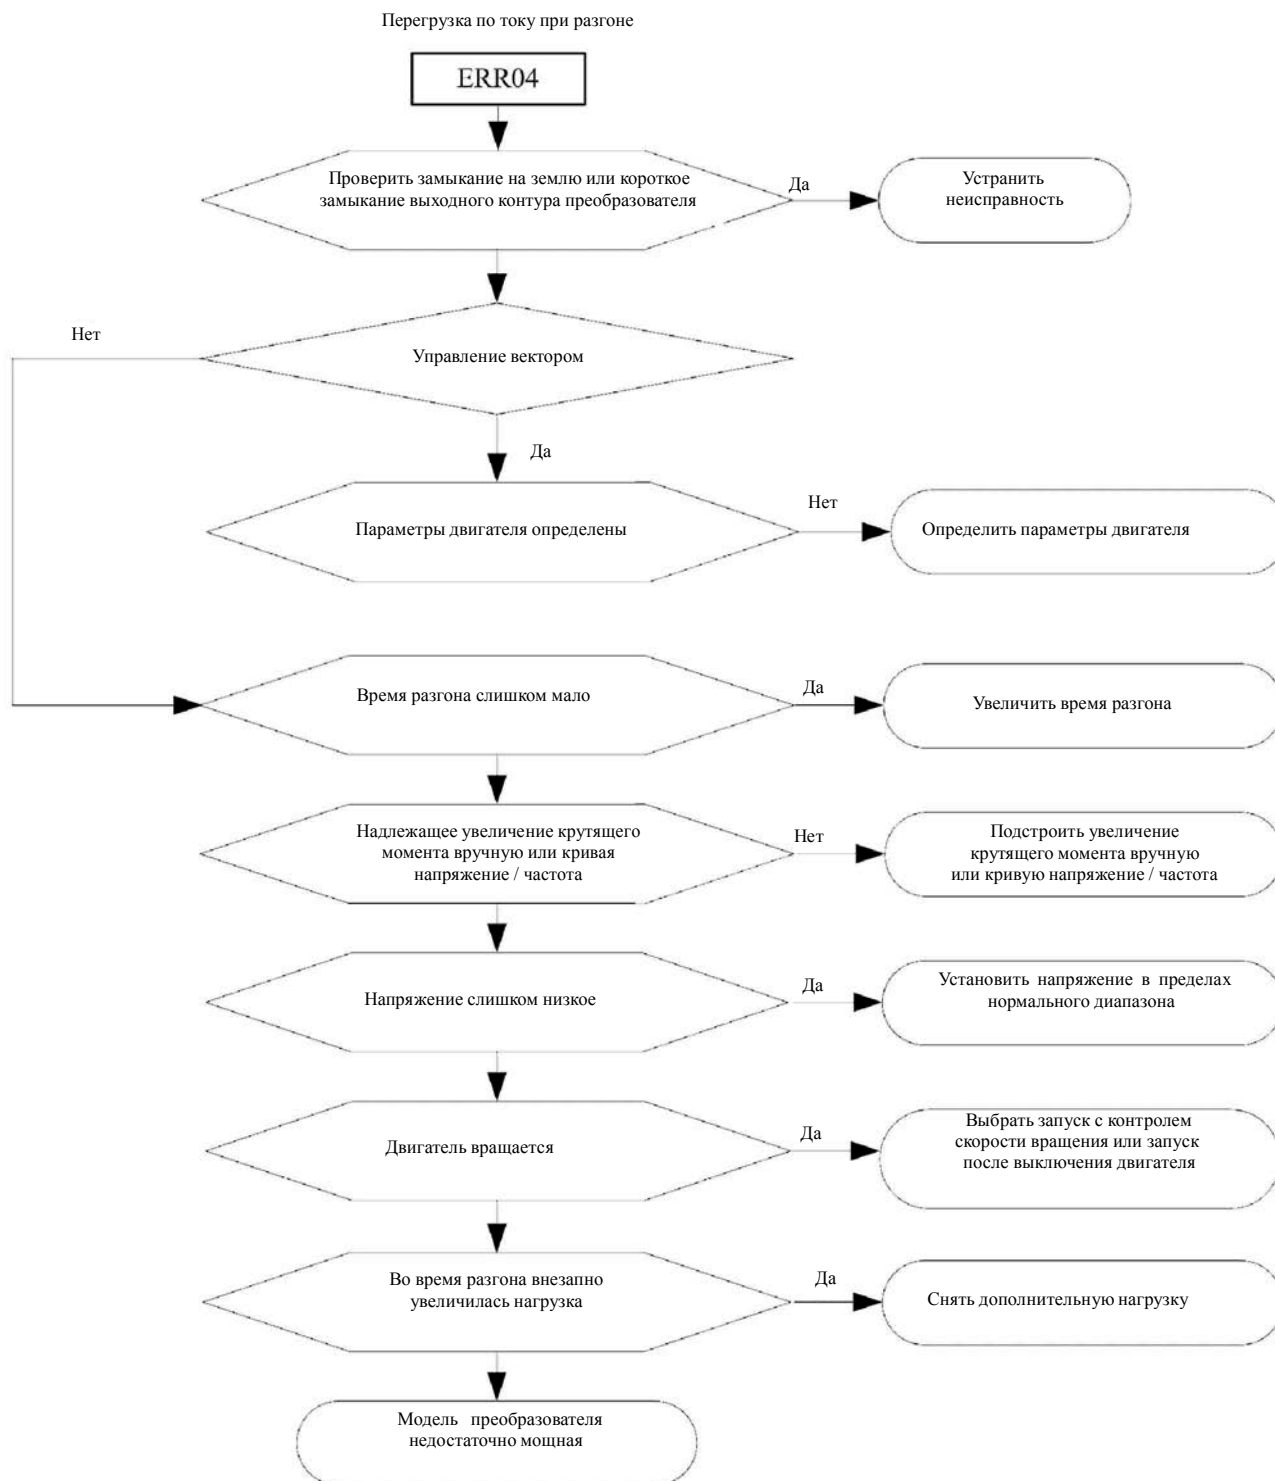 Перегрузка по току при разгоне
ERR04
Проверить замыкание на землю или короткое
замыкание выходного контура преобразователя
Да
Устранить
неисправность
Нет
Управление вектором
Да
Параметры двигателя определены
Нет
Определить параметры двигателя
Время разгона слишком мало
Да
Увеличить время разгона
Надлежащее увеличение крутящего
момента вручную или кривая
напряжение / частота
Нет
Подстроить увеличение
крутящего момента вручную
или кривую напряжение / частота
Напряжение слишком низкое
Да
Установить напряжение в пределах
нормального диапазона
Двигатель вращается
Да
Выбрать запуск с контролем
скорости вращения или запуск
после выключения двигателя
Во время разгона внезапно
увеличилась нагрузка
Да
Снять дополнительную нагрузку
Модель преобразователя
недостаточно мощная